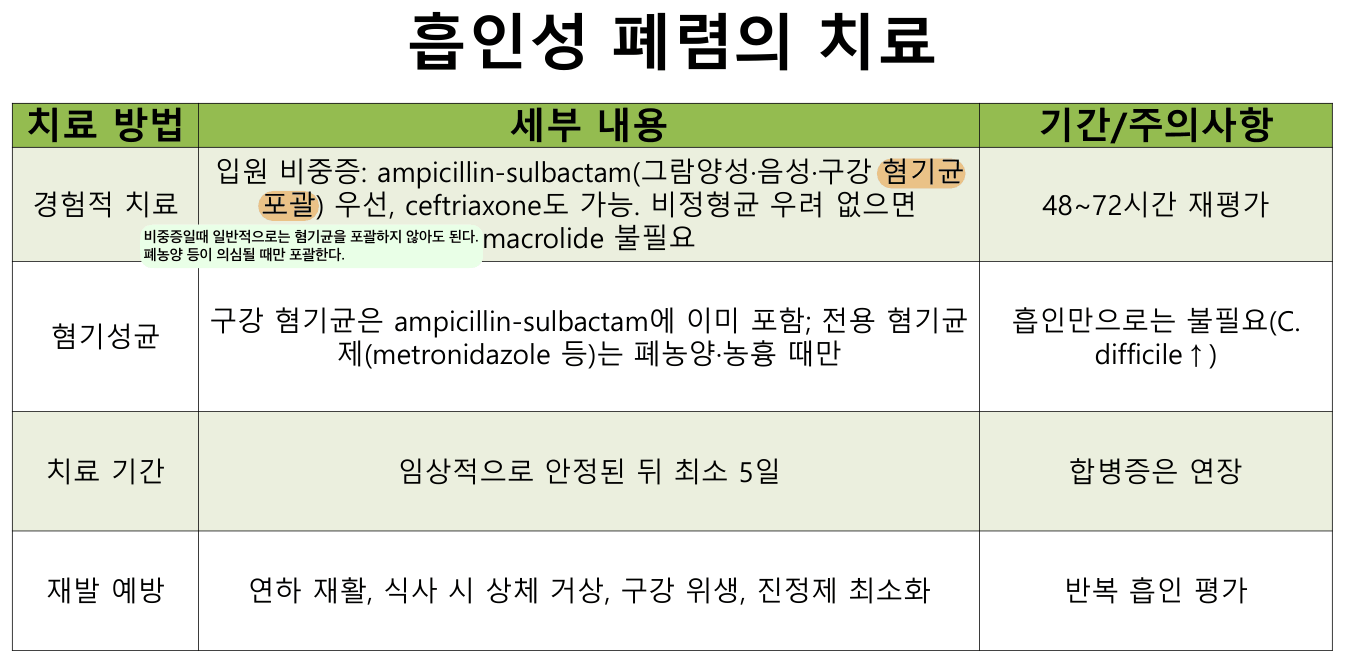 흡인성 폐렴의 치료
치료 방법
세부 내용
기간/주의사항
경험적 치료
입원 비중증: ampicillin-sulbactam(그람양성·음성·구강 혐기균
포괄) 우선, ceftriaxone도 가능. 비정형균 우려 없으면
macrolide 불필요
비중증일때 일반적으로는 혐기균을 포괄하지 않아도 된다.
폐농양 등이 의심될 때만 포괄한다.
48~72시간 재평가
혐기성균
구강 혐기균은 ampicillin-sulbactam에 이미 포함; 전용 혐기균
제(metronidazole 등)는 폐농양·농흉 때만
흡인만으로는 불필요(C.
difficile↑)
치료 기간
임상적으로 안정된 뒤 최소 5일
합병증은 연장
재발 예방
연하 재활, 식사 시 상체 거상, 구강 위생, 진정제 최소화
반복 흡인 평가